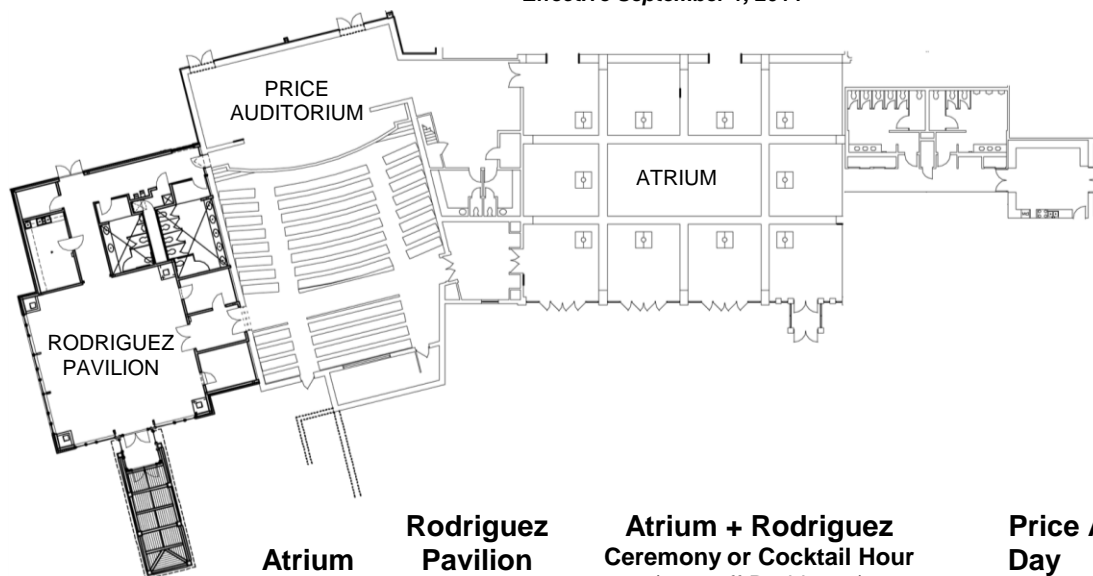 PRICE
AUDITORIUM
ATRIUM
RODRIGUEZ
PAVILION
Atrium
Rodriguez
Pavilion
Atrium + Rodriguez
Ceremony or Cocktail Hour
Price
Day